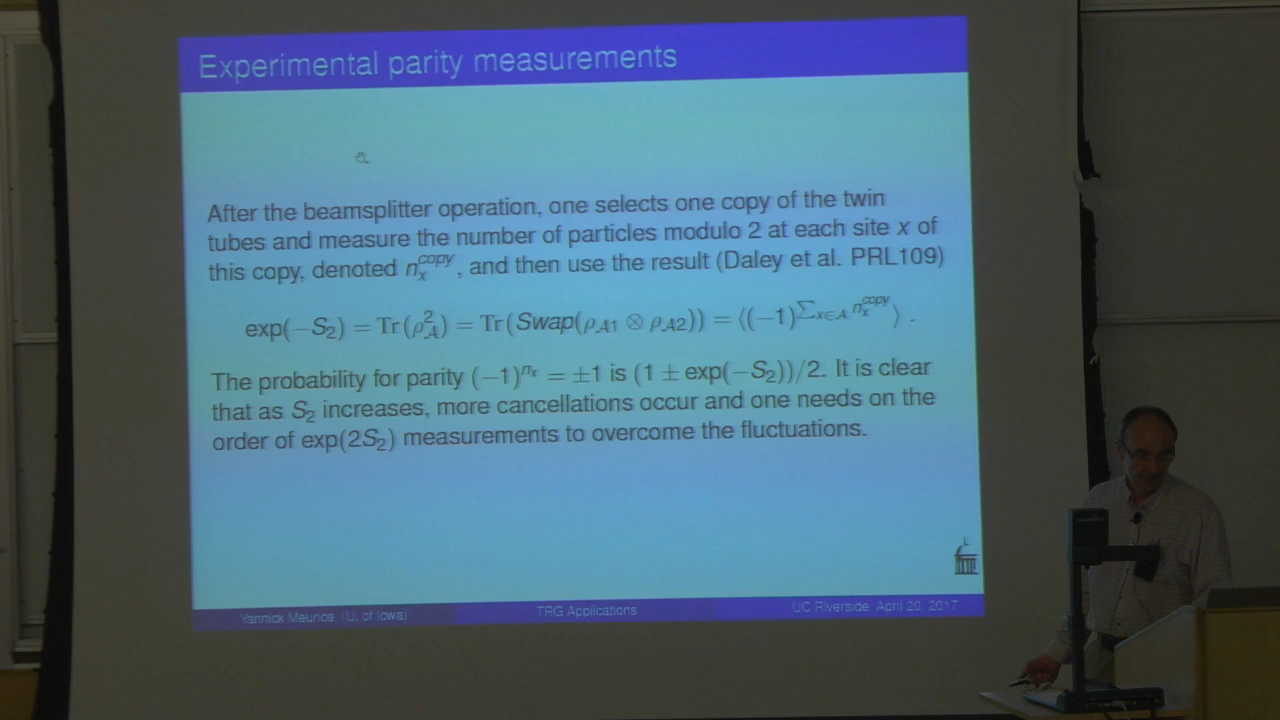 Experimental parity measurements
After the beamsplitter operation, one selects one copy of the twin
tubes and measure the number of particles modulo 2 at each site x of
this copy, denoted n_x^{copy}, and then use the result (Daley et al. PRL109)
exp(−S₂) = Tr(ρ_A^2) = Tr(Swap(ρ_{A1} ⊗ ρ_{A2})) = ⟨(−1)^{∑_{x∈A} n_x^{copy}}⟩ .
The probability for parity (−1)^{n_x} = ±1 is (1 ± exp(−S₂))/2. It is clear
that as S₂ increases, more cancellations occur and one needs on the
order of exp(2S₂) measurements to overcome the fluctuations.
Yannick Meurice (U. of Iowa) TRG Applications UC Riverside, April 20, 2017